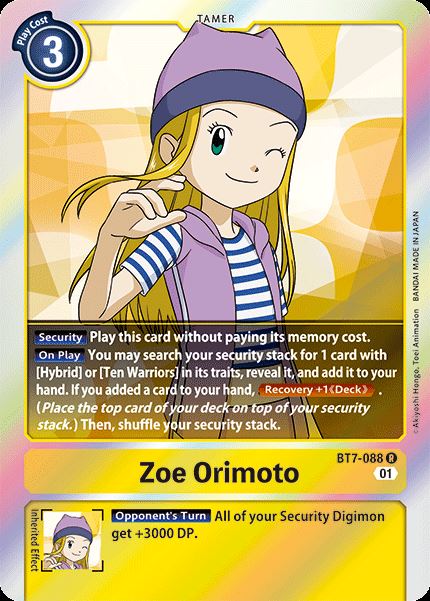 TAMER
Play Cost
3
Security Play this card without paying its memory cost.
On Play You may search your security stack for 1 card with
[Hybrid] or [Ten Warriors] in its traits, reveal it, and add it to your
hand. If you added a card to your hand, Recovery +1《Deck》
(Place the top card of your deck on top of your security
stack.) Then, shuffle your security stack.
©Akiyoshi Hongo, Toei Animation BANDAI MADE IN JAPAN
BT7-088 R
Zoe Orimoto
01
Inherited Effect
Opponent's Turn All of your Security Digimon
get +3000 DP.